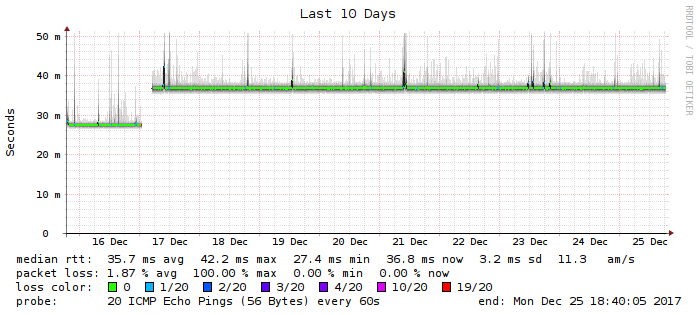 Last 10 Days
RRDTOOL / TOBI OETIKER
Seconds
50 m
40 m
30 m
20 m
10 m
0
16 Dec 17 Dec 18 Dec 19 Dec 20 Dec 21 Dec 22 Dec 23 Dec 24 Dec 25 Dec
median rtt: 35.7 ms avg 42.2 ms max 27.4 ms min 36.8 ms now 3.2 ms sd 11.3 am/s
packet loss: 1.87 % avg 100.00 % max 0.00 % min 0.00 % now
loss color: 0 1/20 2/20 3/20 4/20 10/20 19/20
probe: 20 ICMP Echo Pings (56 Bytes) every 60s end: Mon Dec 25 18:40:05 2017